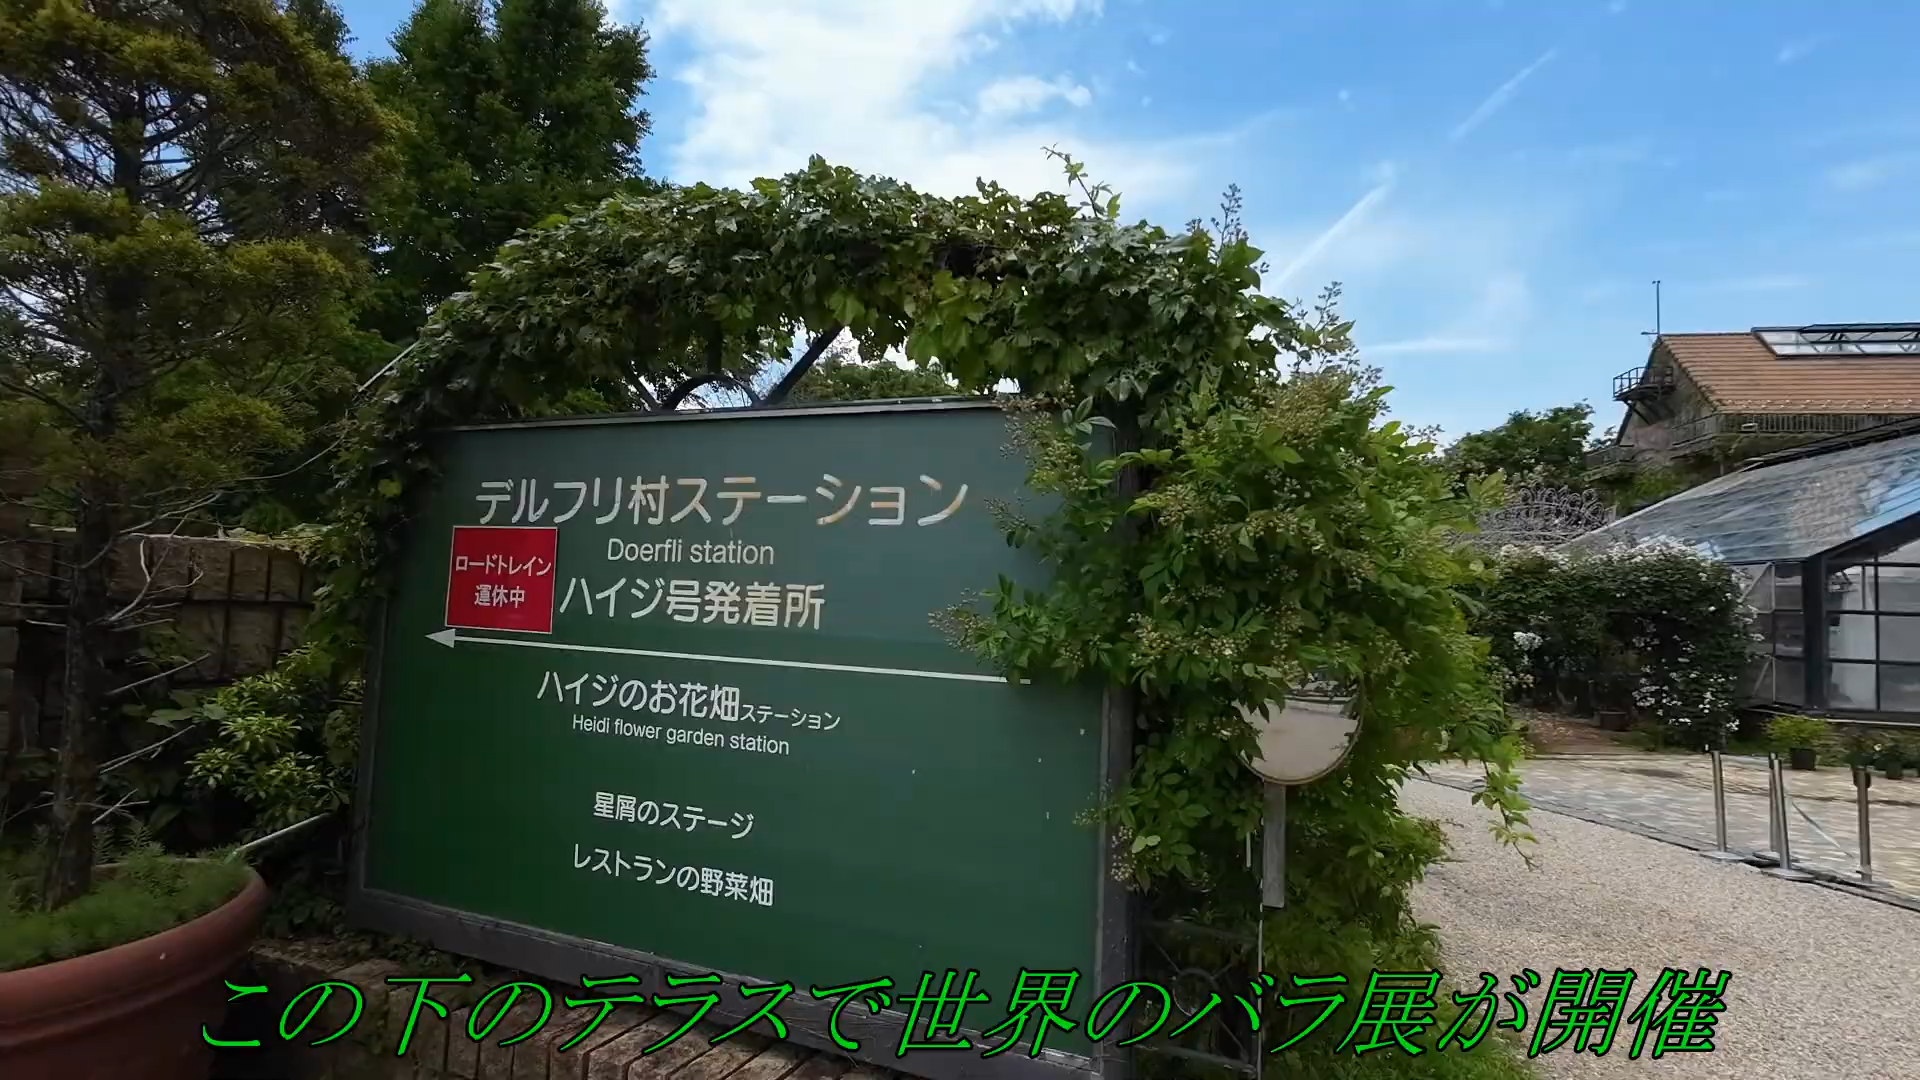 デルフリ村ステーション
Doerfli station
ロードトレイン
運休中
ハイジ号発着所
ハイジのお花畑ステーション
Heidi flower garden station
星屑のステージ
レストランの野菜畑
この下のテラスで世界のバラ展が開催